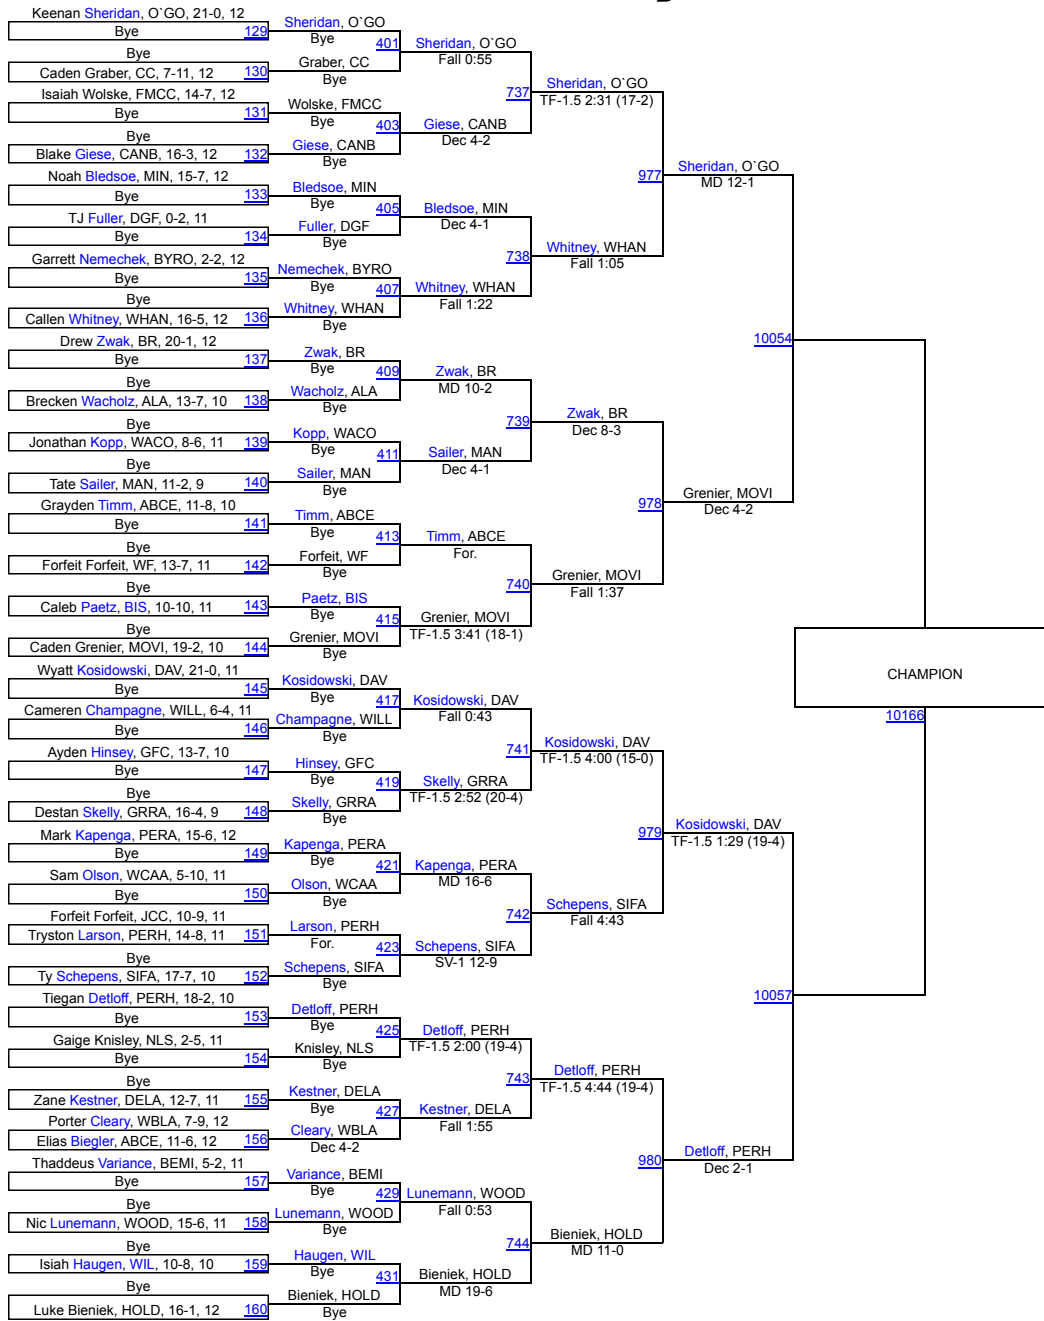 Keenan Sheridan, O`GO, 21-0, 12
Bye
129
Bye
Caden Graber, CC, 7-11, 12
130
Isaiah Wolske, FMCC, 14-7, 12
Bye
131
Bye
Blake Giese, CANB, 16-3, 12
132
Noah Bledsoe, MIN, 15-7, 12
Bye
133
TJ Fuller, DGF, 0-2, 11
Bye
134
Garrett Nemechek, BYRO, 2-2, 12
Bye
135
Bye
Callen Whitney, WHAN, 16-5, 12
136
Drew Zwak, BR, 20-1, 12
Bye
137
Bye
Brecken Wacholz, ALA, 13-7, 10
138
Bye
Jonathan Kopp, WACO, 8-6, 11
139
Bye
Tate Sailer, MAN, 11-2, 9
140
Grayden Timm, ABCE, 11-8, 10
Bye
141
Bye
Forfeit Forfeit, WF, 13-7, 11
142
Bye
Caleb Paetz, BIS, 10-10, 11
143
Bye
Caden Grenier, MOVI, 19-2, 10
144
Wyatt Kosidowski, DAV, 21-0, 11
Bye
145
Cameren Champagne, WILL, 6-4, 11
Bye
146
Ayden Hinsey, GFC, 13-7, 10
Bye
147
Bye
Destan Skelly, GRRA, 16-4, 9
148
Mark Kapenga, PERA, 15-6, 12
Bye
149
Sam Olson, WCAA, 5-10, 11
Bye
150
Forfeit Forfeit, JCC, 10-9, 11
Tryston Larson, PERH, 14-8, 11
151
Bye
Ty Schepens, SIFA, 17-7, 10
152
Tiegan Detloff, PERH, 18-2, 10
Bye
153
Gaige Knisley, NLS, 2-5, 11
Bye
154
Bye
Zane Kestner, DELA, 12-7, 11
155
Porter Cleary, WBLA, 7-9, 12
Elias Biegler, ABCE, 11-6, 12
156
Thaddeus Variance, BEMI, 5-2, 11
Bye
157
Bye
Nic Lunemann, WOOD, 15-6, 11
158
Bye
Isiah Haugen, WIL, 10-8, 10
159
Bye
Luke Bieniek, HOLD, 16-1, 12
160
Sheridan, O`GO
Bye
401
Graber, CC
Bye
Wolske, FMCC
Bye
403
Giese, CANB
Bye
Bledsoe, MIN
Bye
405
Fuller, DGF
Bye
Nemechek, BYRO
Bye
407
Whitney, WHAN
Bye
Zwak, BR
Bye
409
Wacholz, ALA
Bye
Kopp, WACO
Bye
411
Sailer, MAN
Bye
Timm, ABCE
Bye
413
Forfeit, WF
Bye
Paetz, BIS
Bye
415
Grenier, MOVI
Bye
Kosidowski, DAV
Bye
417
Champagne, WILL
Bye
Hinsey, GFC
Bye
419
Skelly, GRRA
Bye
Kapenga, PERA
Bye
421
Olson, WCAA
Bye
Larson, PERH
For.
423
Schepens, SIFA
Bye
Detloff, PERH
Bye
425
Knisley, NLS
Bye
Kestner, DELA
Bye
427
Cleary, WBLA
Dec 4-2
Variance, BEMI
Bye
429
Lunemann, WOOD
Bye
Haugen, WIL
Bye
431
Bieniek, HOLD
Bye
Sheridan, O`GO
Fall 0:55
737
Giese, CANB
Dec 4-2
Bledsoe, MIN
Dec 4-1
738
Whitney, WHAN
Fall 1:22
Zwak, BR
MD 10-2
739
Sailer, MAN
Dec 4-1
Timm, ABCE
For.
740
Grenier, MOVI
TF-1.5 3:41 (18-1)
Kosidowski, DAV
Fall 0:43
741
Skelly, GRRA
TF-1.5 2:52 (20-4)
Kapenga, PERA
MD 16-6
742
Schepens, SIFA
SV-1 12-9
Detloff, PERH
TF-1.5 2:00 (19-4)
743
Kestner, DELA
Fall 1:55
Lunemann, WOOD
Fall 0:53
744
Bieniek, HOLD
MD 19-6
Sheridan, O`GO
TF-1.5 2:31 (17-2)
977
Whitney, WHAN
Fall 1:05
Zwak, BR
Dec 8-3
978
Grenier, MOVI
Fall 1:37
Kosidowski, DAV
TF-1.5 4:00 (15-0)
979
Schepens, SIFA
Fall 4:43
Detloff, PERH
TF-1.5 4:44 (19-4)
980
Bieniek, HOLD
MD 11-0
Sheridan, O`GO
MD 12-1
10054
Grenier, MOVI
Dec 4-2
Kosidowski, DAV
TF-1.5 1:29 (19-4)
10057
Detloff, PERH
Dec 2-1
CHAMPION
10166